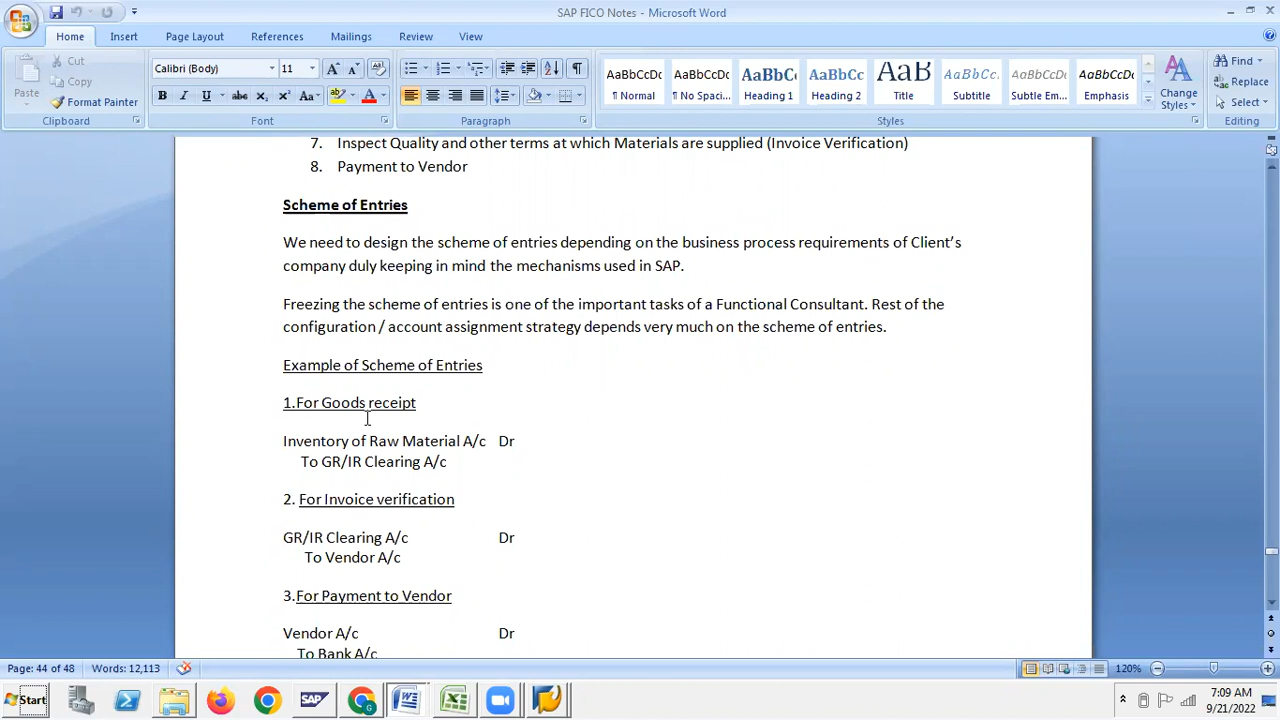 SAP FICO Notes - Microsoft Word
Home Insert Page Layout References Mailings Review View
Paste
Cut
Copy
Format Painter
Clipboard
Calibri (Body) 11
Font
Paragraph
AaBbCcDc AaBbCcDc AaBbCc AaBbCc AaB AaBbCc. AaBbCcDc AaBbCcDc
¶ Normal ¶ No Spaci... Heading 1 Heading 2 Title Subtitle Subtle Em... Emphasis
Change Styles
Styles
Find
Replace
Select
Editing
7. Inspect Quality and other terms at which Materials are supplied (Invoice Verification)
8. Payment to Vendor
Scheme of Entries
We need to design the scheme of entries depending on the business process requirements of Client’s
company duly keeping in mind the mechanisms used in SAP.
Freezing the scheme of entries is one of the important tasks of a Functional Consultant. Rest of the
configuration / account assignment strategy depends very much on the scheme of entries.
Example of Scheme of Entries
1.For Goods receipt
Inventory of Raw Material A/c Dr
To GR/IR Clearing A/c
2. For Invoice verification
GR/IR Clearing A/c Dr
To Vendor A/c
3.For Payment to Vendor
Vendor A/c Dr
To Bank A/c
Page: 44 of 48 Words: 12,113 120%
Start SAP 7:09 AM
9/21/2022